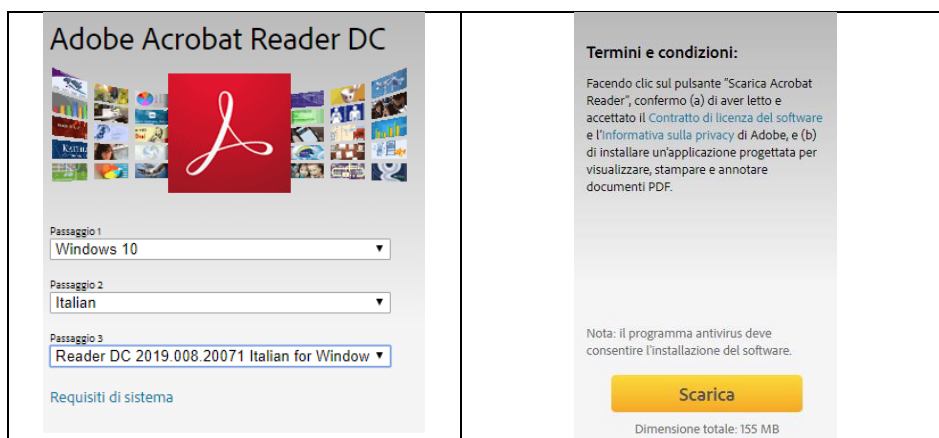 Adobe Acrobat Reader DC
Passaggio 1
Windows 10
Passaggio 2
Italian
Passaggio 3
Reader DC 2019.008.20071 Italian for Window
Requisiti di sistema
Termini e condizioni:
Facendo clic sul pulsante "Scarica Acrobat
Reader", confermo (a) di aver letto e
accettato il Contratto di licenza del software
e l'Informativa sulla privacy di Adobe, e (b)
di installare un'applicazione progettata per
visualizzare, stampare e annotare
documenti PDF.
Nota: il programma antivirus deve
consentire l'installazione del software.
Scarica
Dimensione totale: 155 MB